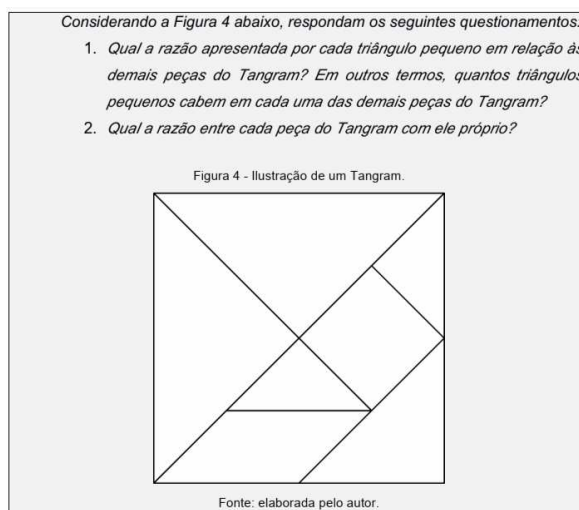 Considerando a Figura 4 abaixo, respondam os seguintes questionamentos:
1. Qual a razão apresentada por cada triângulo pequeno em relação às
demais peças do Tangram? Em outros termos, quantos triângulos
pequenos cabem em cada uma das demais peças do Tangram?
2. Qual a razão entre cada peça do Tangram com ele próprio?
Figura 4 - Ilustração de um Tangram.
Fonte: elaborada pelo autor.